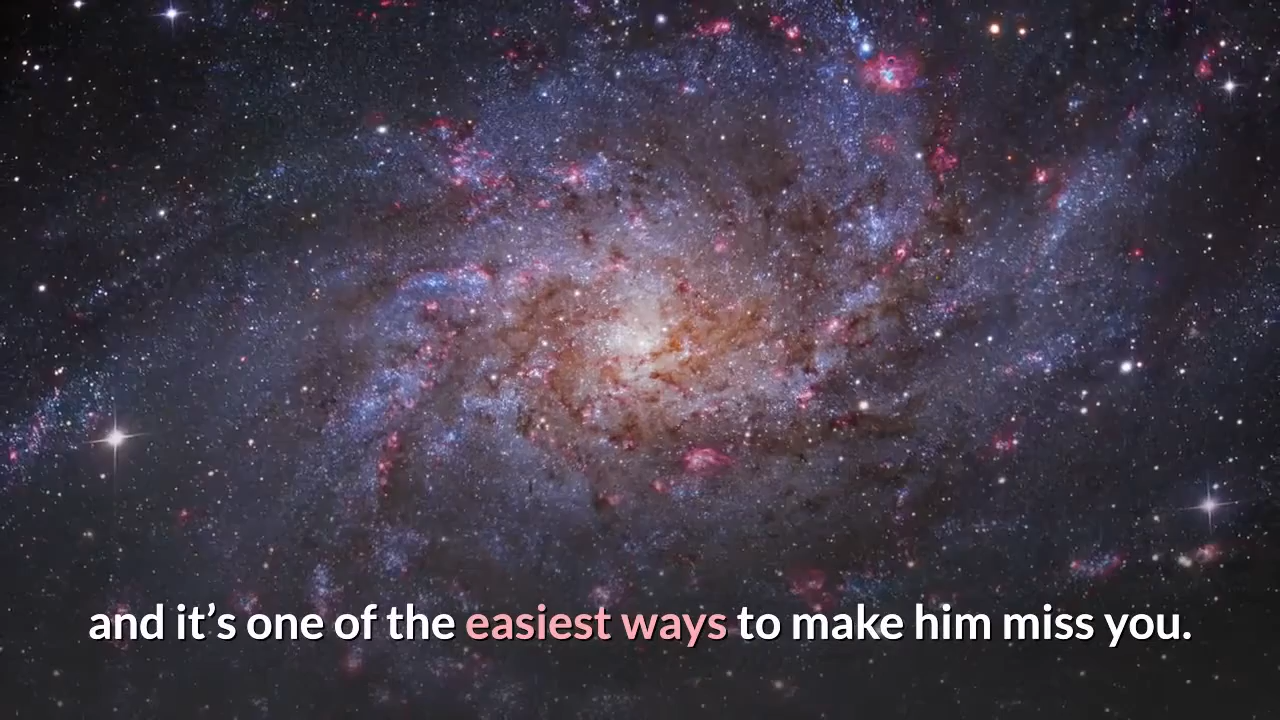 and it’s one of the easiest ways to make him miss you.